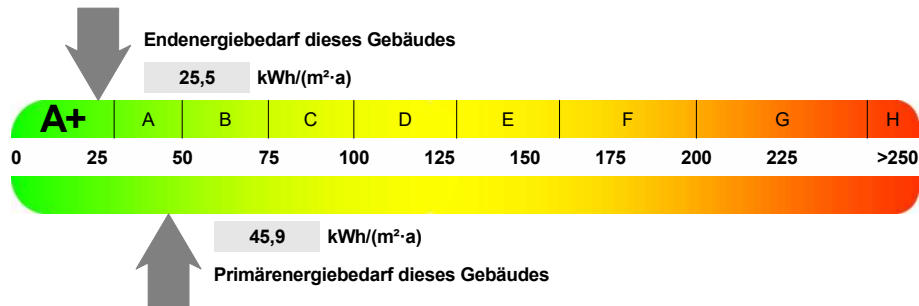 Endenergiebedarf dieses Gebäudes
25,5 kWh/(m²·a)
A+ A B C D E F G H
0 25 50 75 100 125 150 175 200 225 >250
45,9 kWh/(m²·a)
Primärenergiebedarf dieses Gebäudes